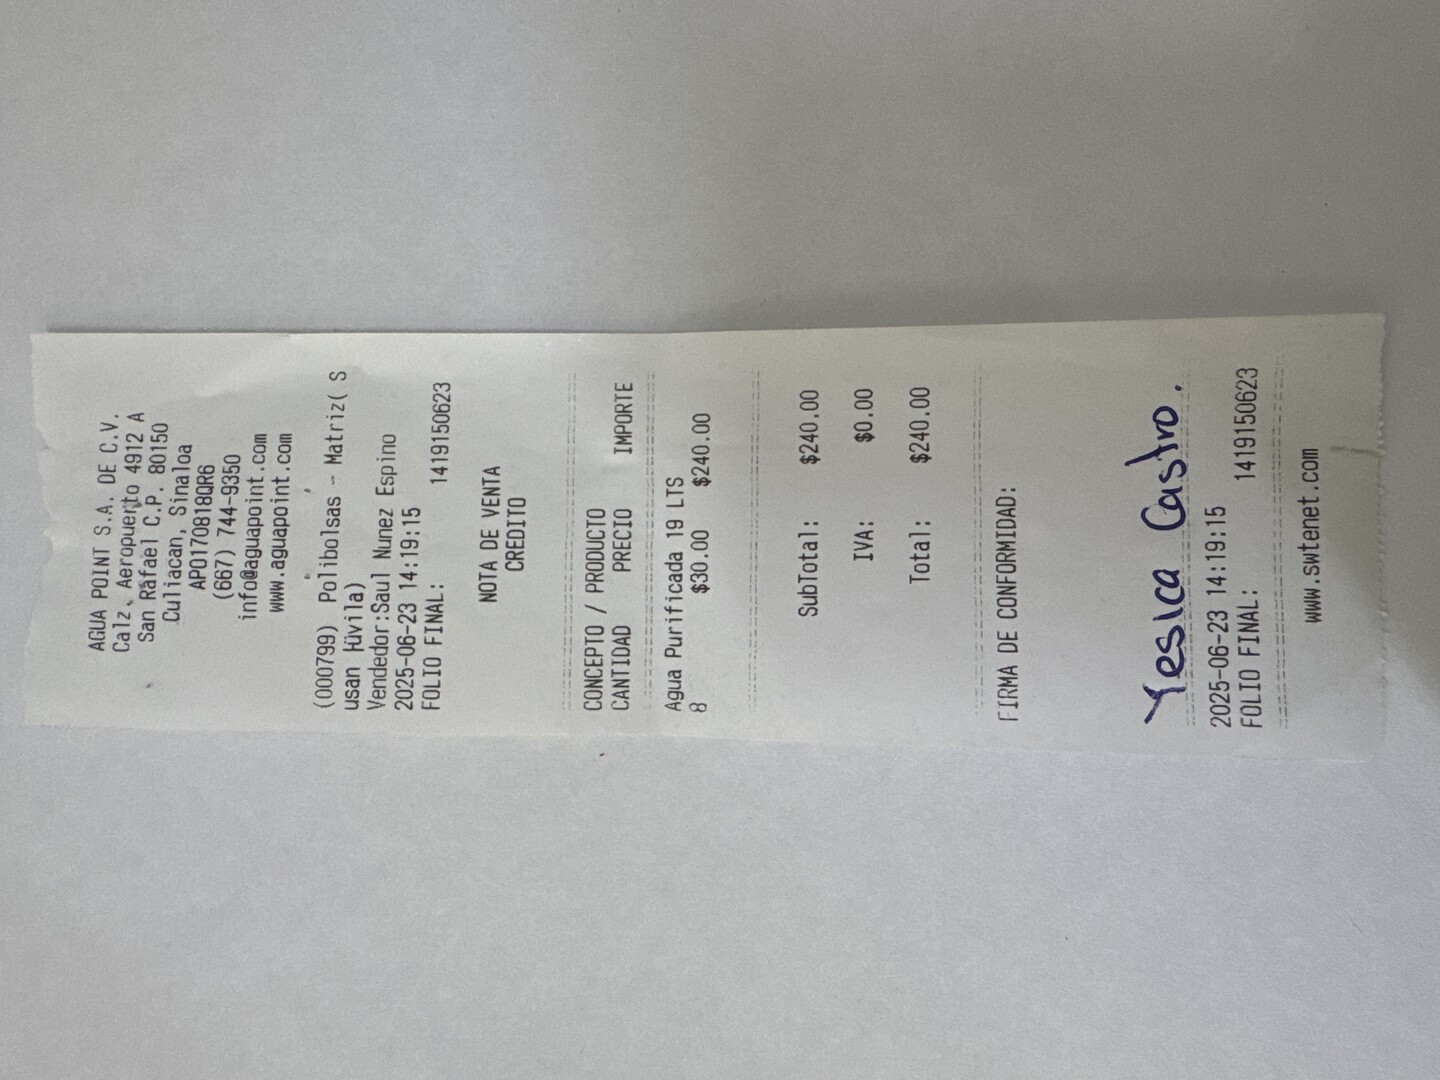 AGUA POINT S.A. DE C.V.
Calz. Aeropuerto 4912 A
San Rafael C.P. 80150
Culiacan, Sinaloa
APO170818QR6
(667) 744-9350
info@aguapoint.com
www.aguapoint.com
(000799) Polibolsas - Matriz( S
usan Huvila)
Vendedor:Saul Nunez Espino
2025-06-23 14:19:15
FOLIO FINAL: 1419150623
NOTA DE VENTA
CREDITO
CONCEPTO / PRODUCTO
CANTIDAD PRECIO IMPORTE
Agua Purificada 19 LTS
8 $30.00 $240.00
SubTotal: $240.00
IVA: $0.00
Total: $240.00
FIRMA DE CONFORMIDAD:
Yesica Castro.
2025-06-23 14:19:15
FOLIO FINAL: 1419150623
www.swtenet.com